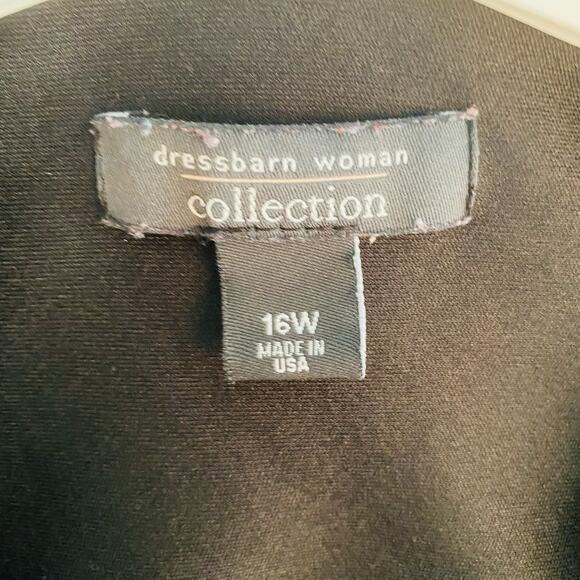 dressbarn woman
collection
16W
MADE IN
USA